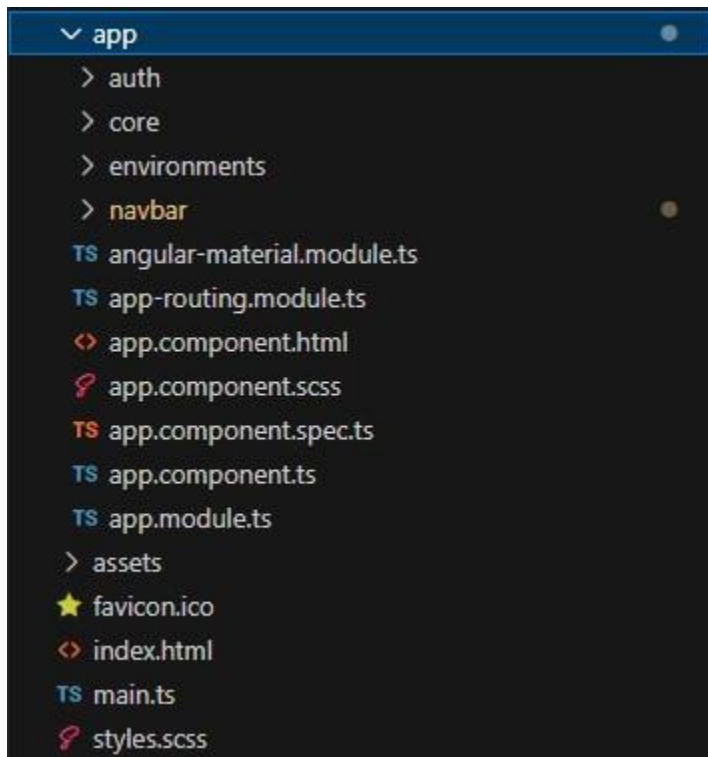 app
auth
core
environments
navbar
TS angular-material.module.ts
TS app-routing.module.ts
<> app.component.html
app.component.scss
TS app.component.spec.ts
TS app.component.ts
TS app.module.ts
assets
favicon.ico
<> index.html
TS main.ts
styles.scss